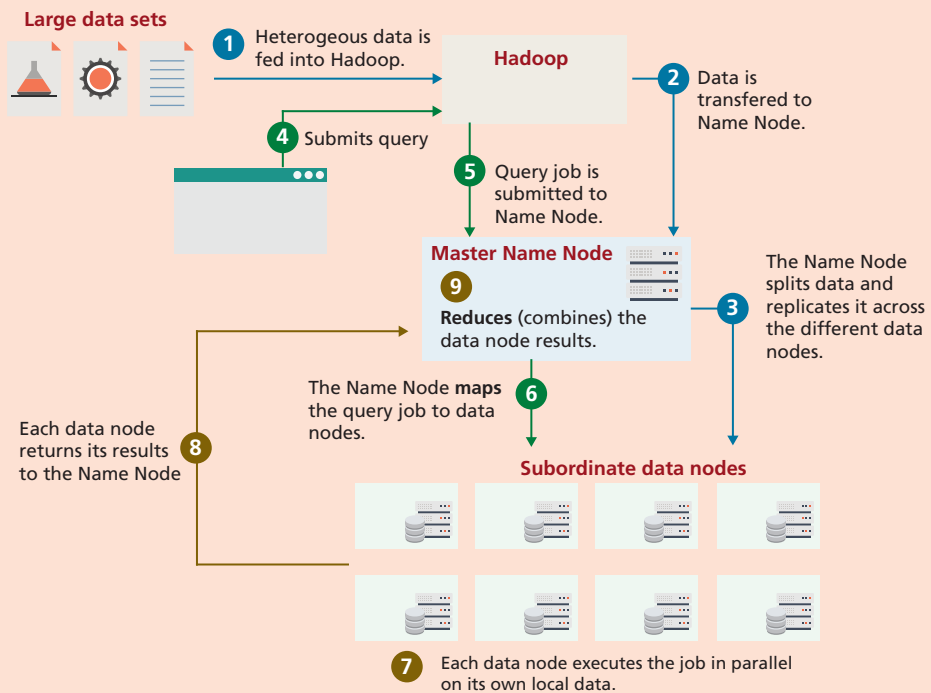 Large data sets
1
Heterogeous data is
fed into Hadoop.
Hadoop
2
Data is
transfered to
Name Node.
4
Submits query
5
Query job is
submitted to
Name Node.
Master Name Node
9
Reduces (combines) the
data node results.
3
The Name Node
splits data and
replicates it across
the different data
nodes.
The Name Node maps
the query job to data
nodes.
6
Each data node
returns its results
to the Name Node
8
Subordinate data nodes
7
Each data node executes the job in parallel
on its own local data.